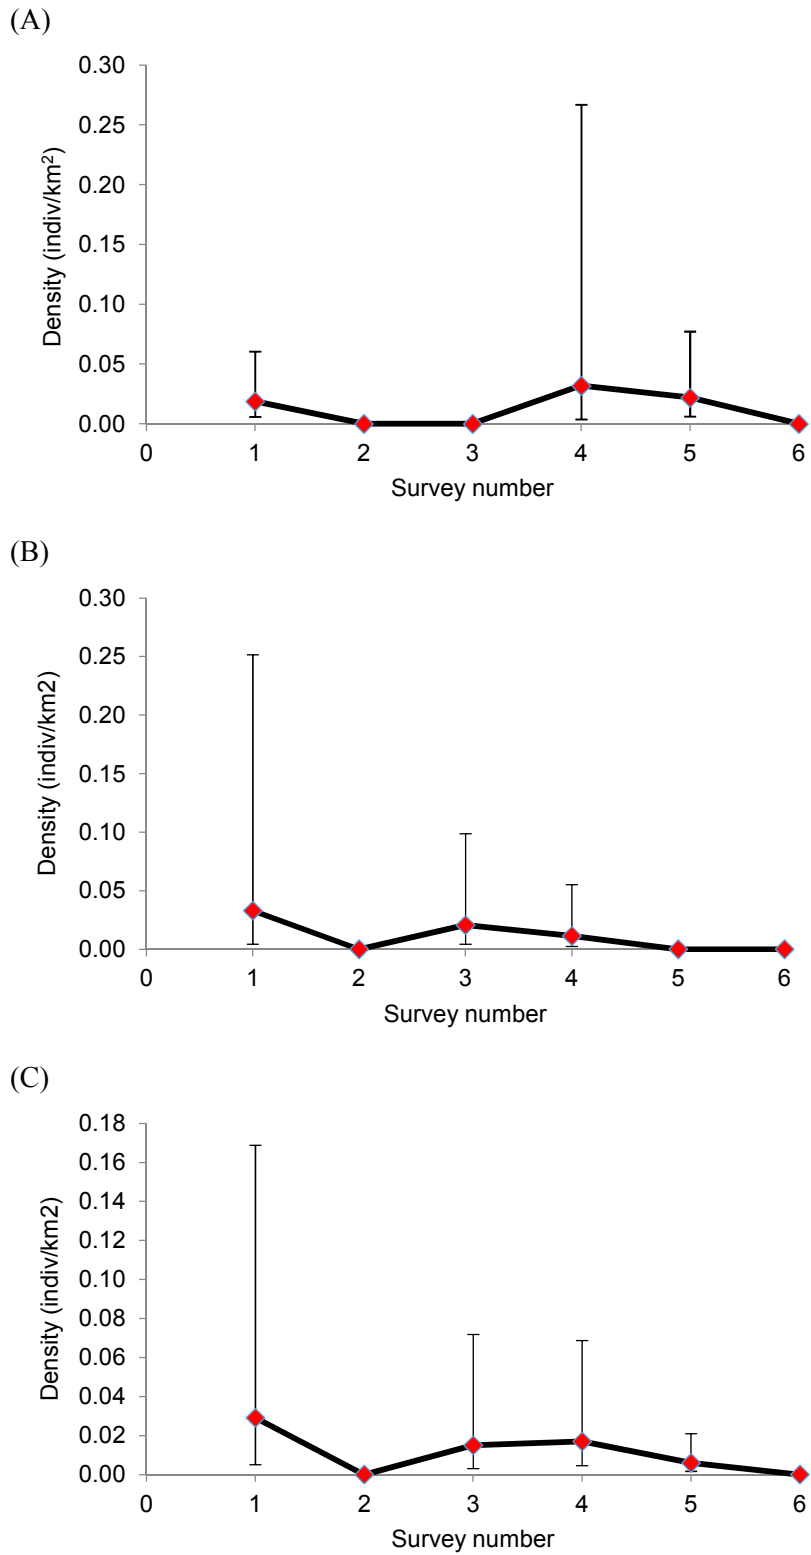 (A)
0.30
0.25
0.20
0.15
0.10
0.05
0.00
Density (indiv/km²)
0 1 2 3 4 5 6
Survey number
(B)
0.30
0.25
0.20
0.15
0.10
0.05
0.00
Density (indiv/km2)
0 1 2 3 4 5 6
Survey number
(C)
0.18
0.16
0.14
0.12
0.10
0.08
0.06
0.04
0.02
0.00
Density (indiv/km2)
0 1 2 3 4 5 6
Survey number